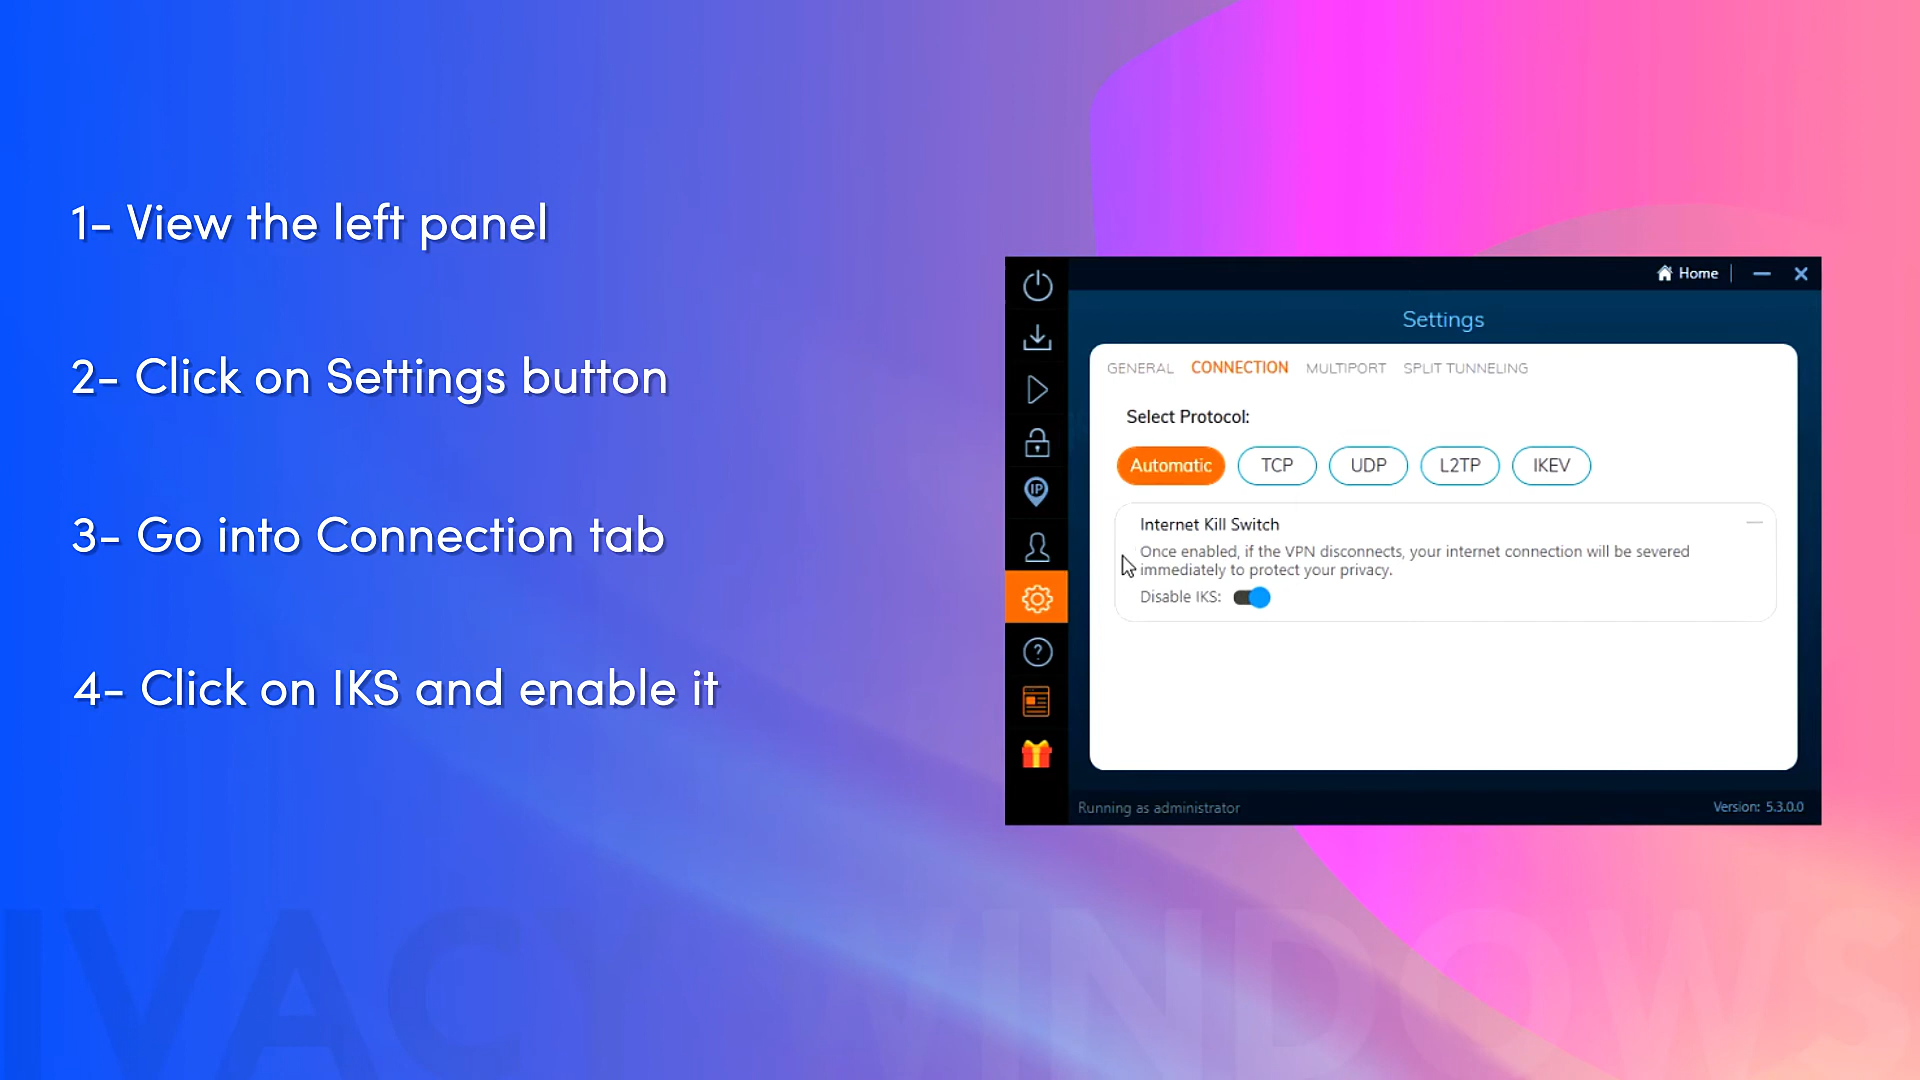 1- View the left panel
2- Click on Settings button
3- Go into Connection tab
4- Click on IKS and enable it
Home
Settings
GENERAL CONNECTION MULTIPORT SPLIT TUNNELING
Select Protocol:
Automatic TCP UDP L2TP IKEV
IP
Internet Kill Switch
Once enabled, if the VPN disconnects, your internet connection will be severed
immediately to protect your privacy.
Disable IKS:
?
Running as administrator
Version: 5.3.0.0
IVACY WINDOWS